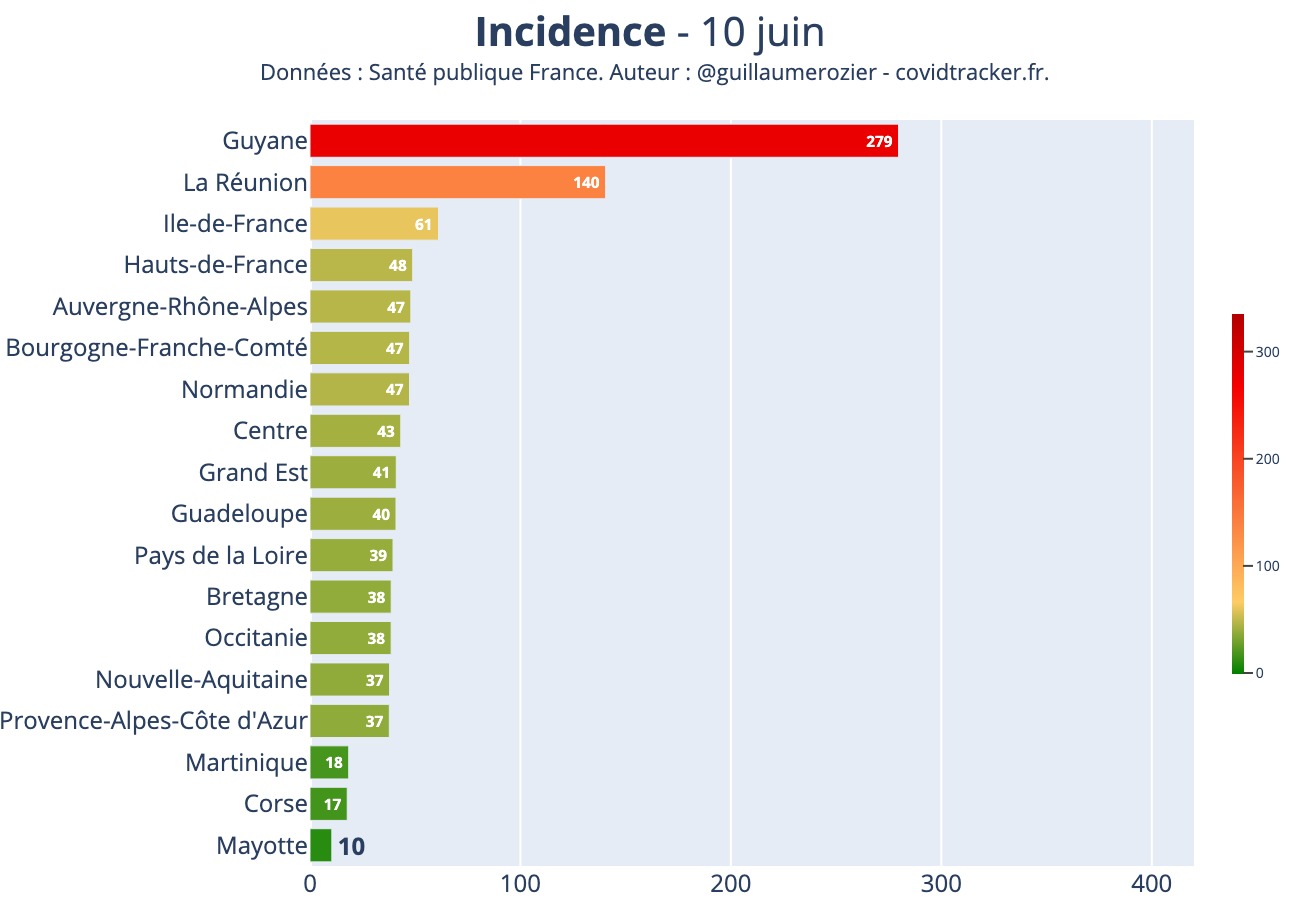 Incidence - 10 juin
Données : Santé publique France. Auteur : @guillaumerozier - covidtracker.fr.
Guyane 279
La Réunion 140
Ile-de-France 61
Hauts-de-France 48
Auvergne-Rhône-Alpes 47
Bourgogne-Franche-Comté 47
Normandie 47
Centre 43
Grand Est 41
Guadeloupe 40
Pays de la Loire 39
Bretagne 38
Occitanie 38
Nouvelle-Aquitaine 37
Provence-Alpes-Côte d'Azur 37
Martinique 18
Corse 17
Mayotte 10
0 100 200 300 400
300
200
100
0